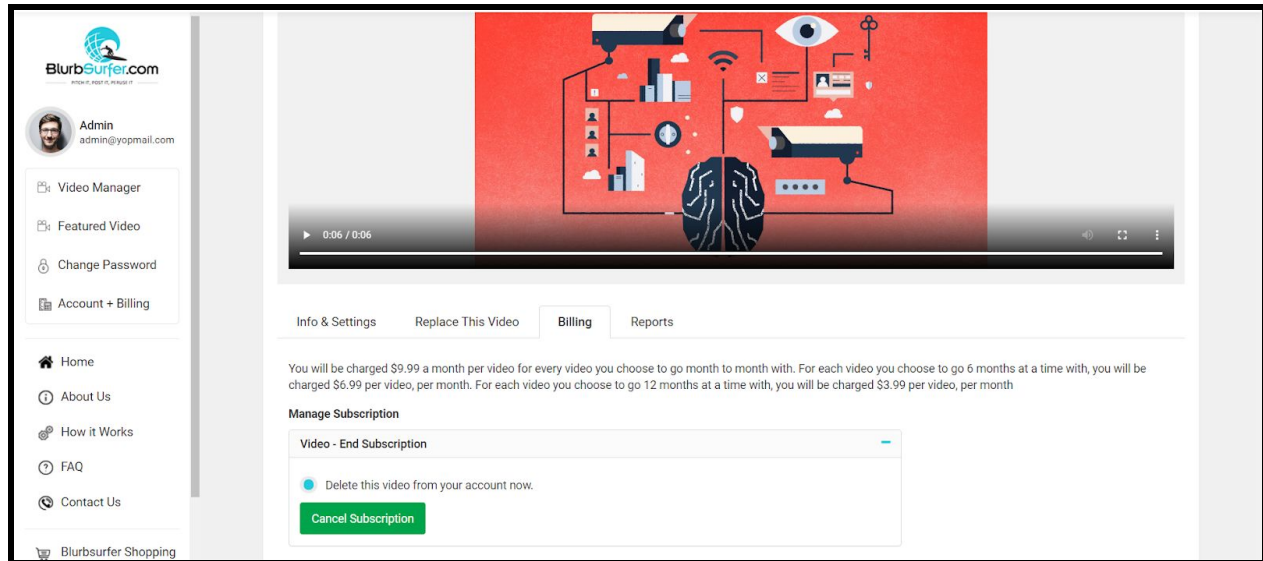 BlurbSurfer.com
PITCH IT, POST IT, PERUSE IT
Admin
admin@yopmail.com
Video Manager
Featured Video
Change Password
Account + Billing
Home
About Us
How it Works
FAQ
Contact Us
Blurbsurfer Shopping
0:06 / 0:06
Info & Settings
Replace This Video
Billing
Reports
You will be charged $9.99 a month per video for every video you choose to go month to month with. For each video you choose to go 6 months at a time with, you will be
charged $6.99 per video, per month. For each video you choose to go 12 months at a time with, you will be charged $3.99 per video, per month
Manage Subscription
Video - End Subscription
Delete this video from your account now.
Cancel Subscription